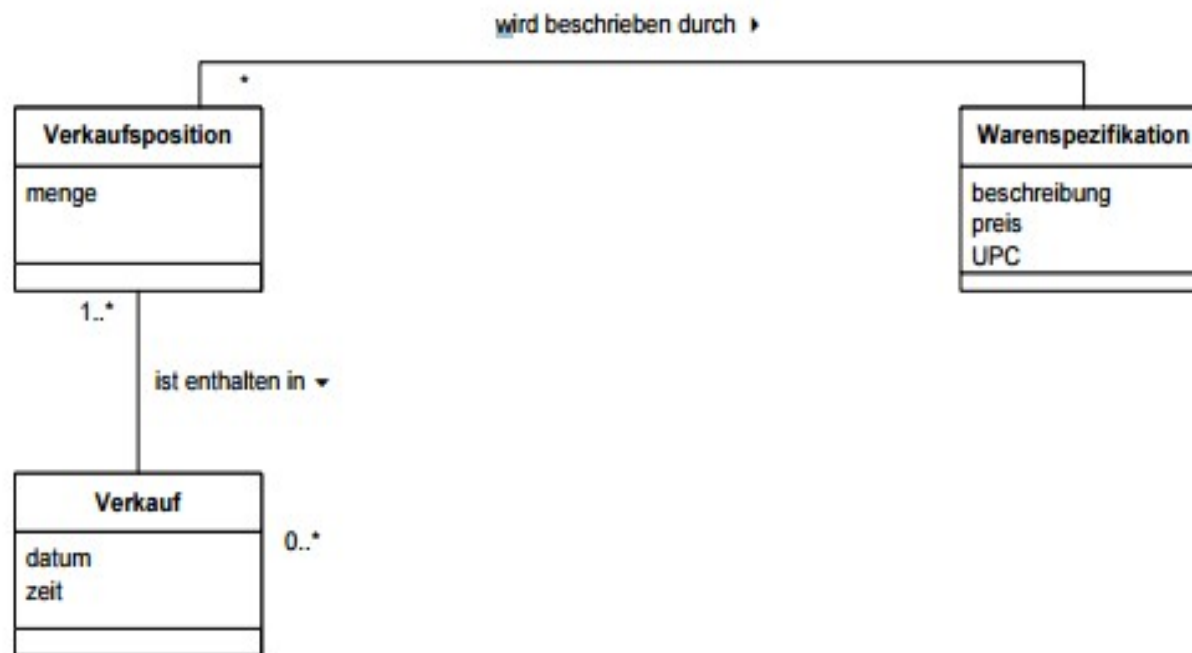 wird beschrieben durch ▶
*
Verkaufsposition
menge
Warenspezifikation
beschreibung
preis
UPC
1..*
ist enthalten in ▼
Verkauf
datum
zeit
0..*